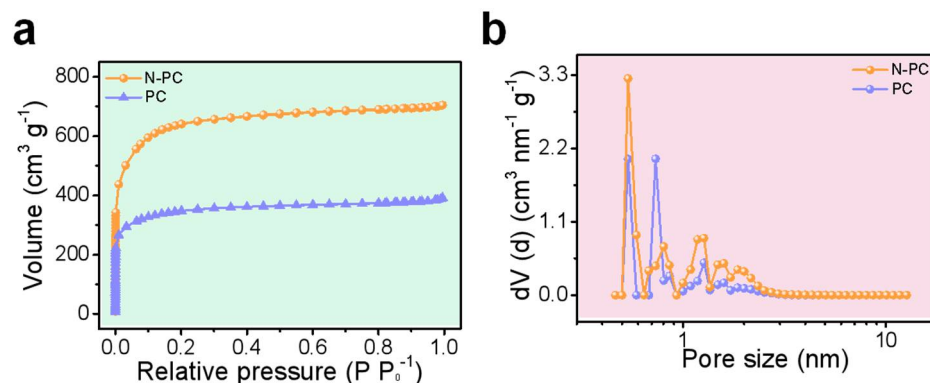 a
N-PC
PC
800
600
400
200
0
Volume (cm³ g⁻¹)
0.0 0.2 0.4 0.6 0.8 1.0
Relative pressure (P P₀⁻¹)
b
N-PC
PC
3.3
2.2
1.1
0.0
dV (d) (cm³ nm⁻¹ g⁻¹)
1 10
Pore size (nm)